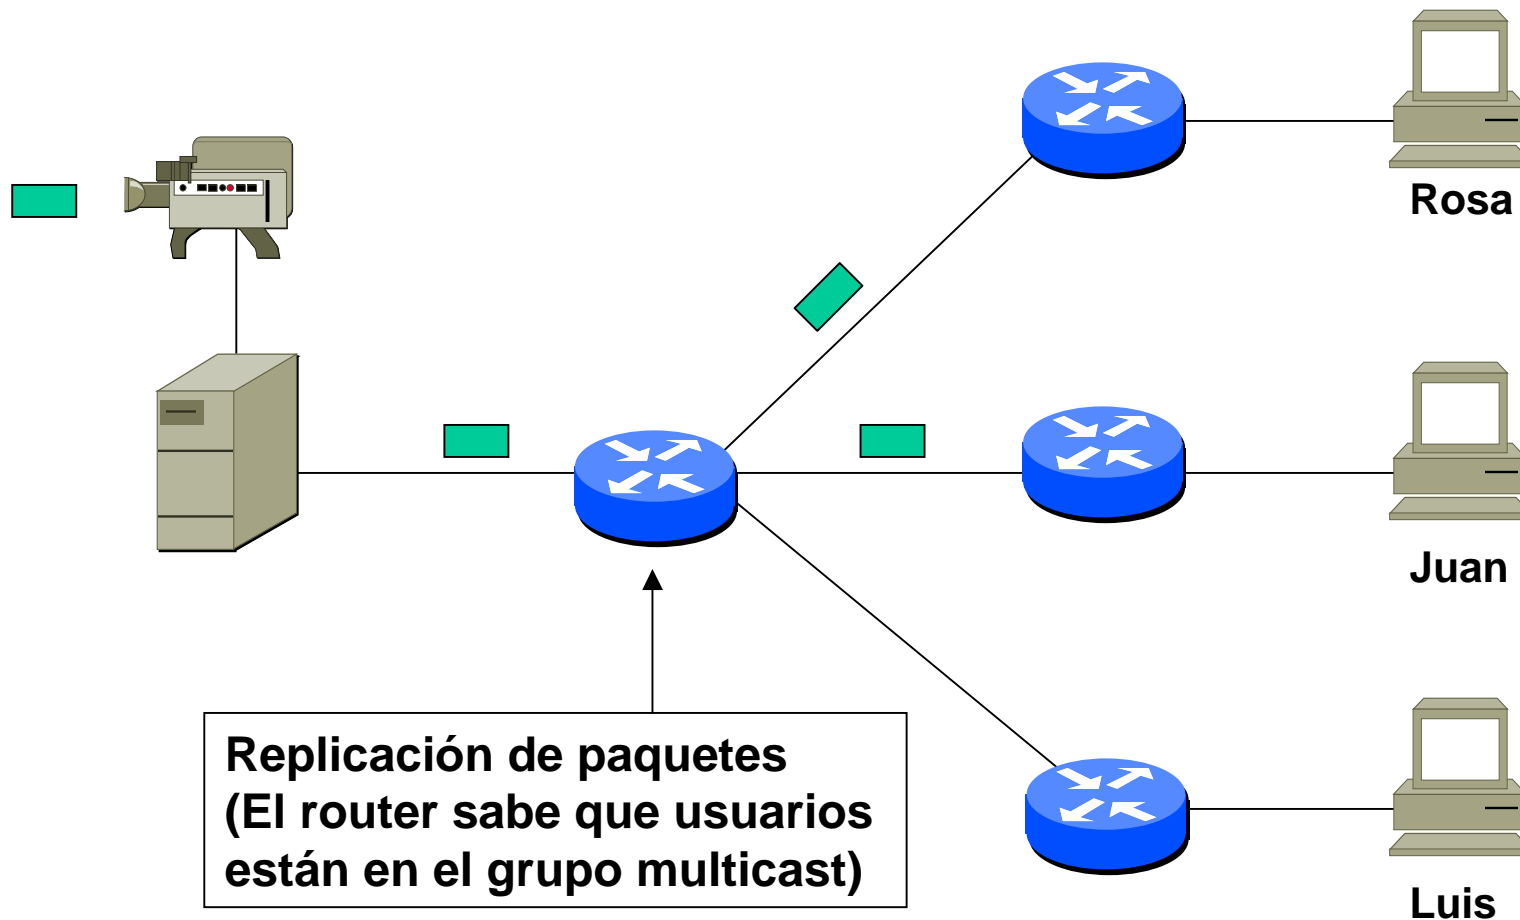 Rosa
Juan
Replicación de paquetes
(El router sabe que usuarios
están en el grupo multicast)
Luis